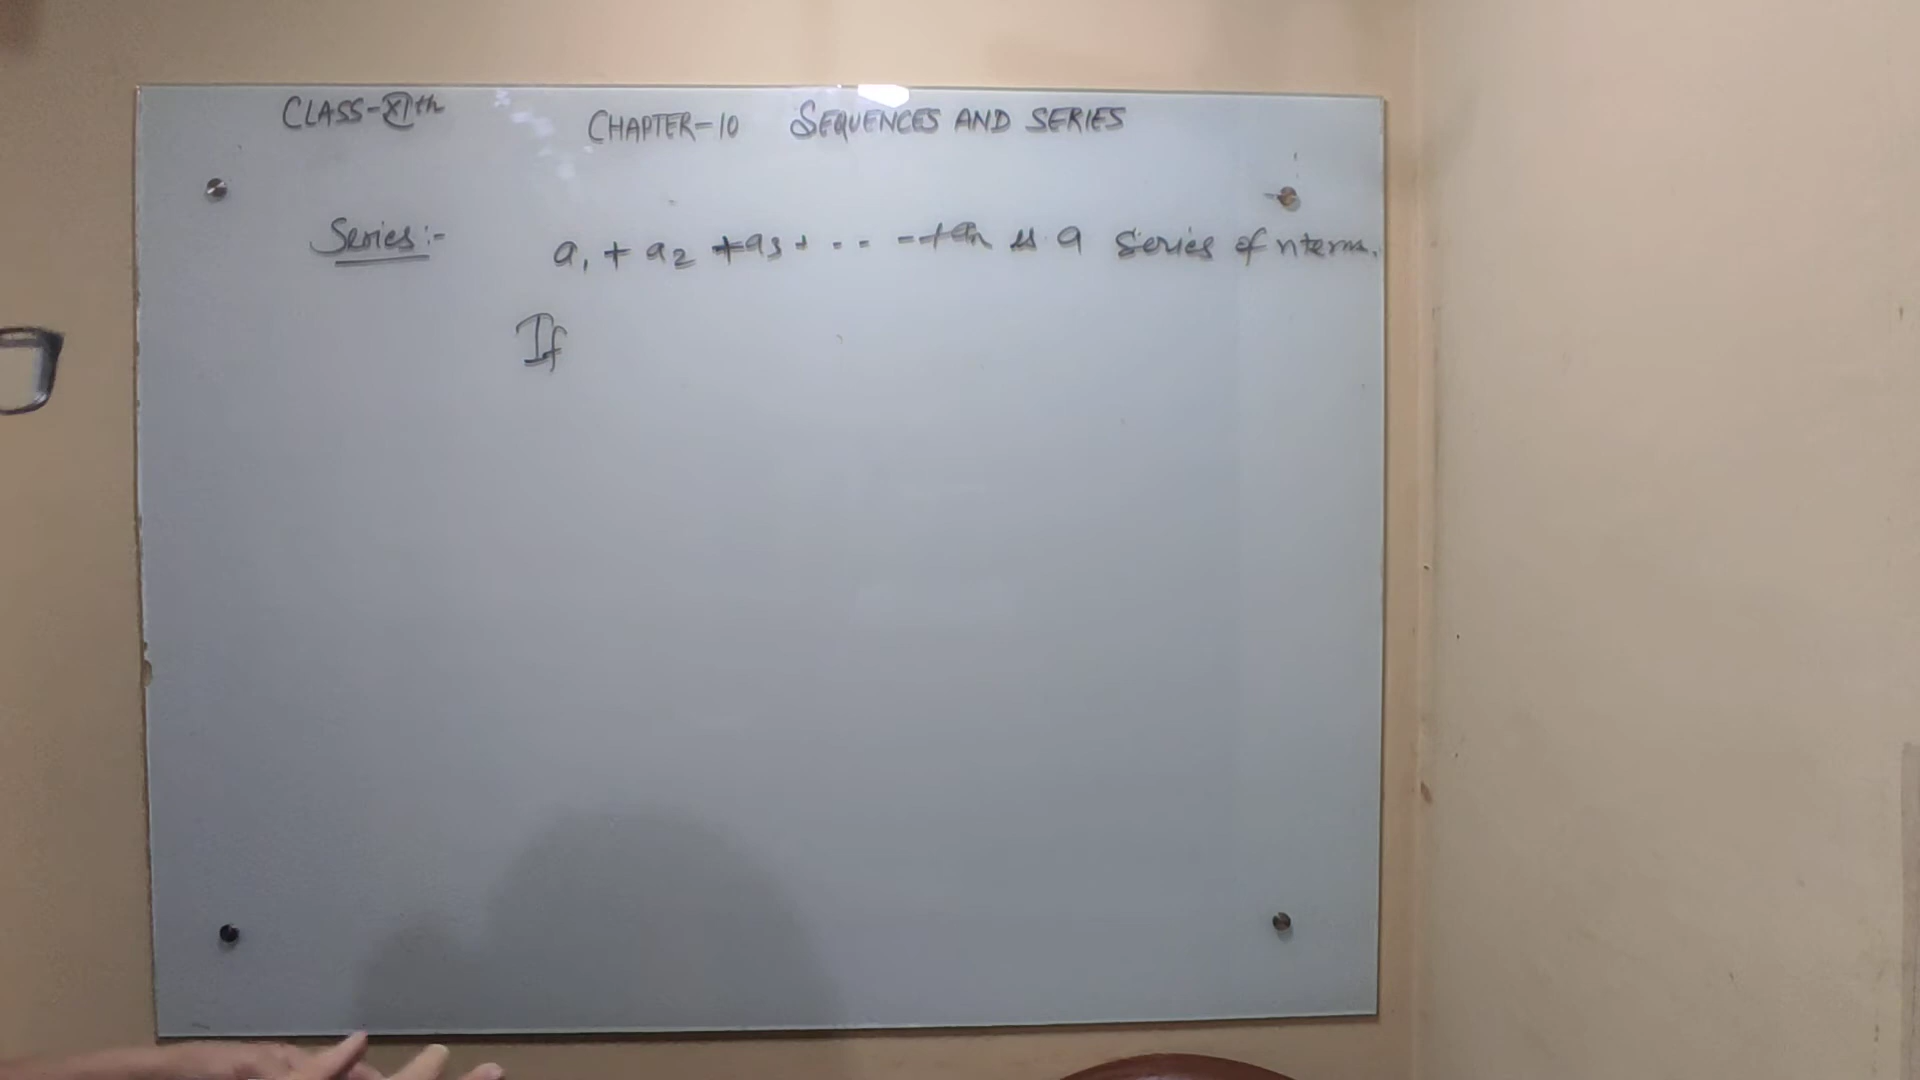 CLASS-XIth
CHAPTER-10 SEQUENCES AND SERIES
Series:- a₁ + a₂ + a₃ + .. - + an is a series of n terms.
If